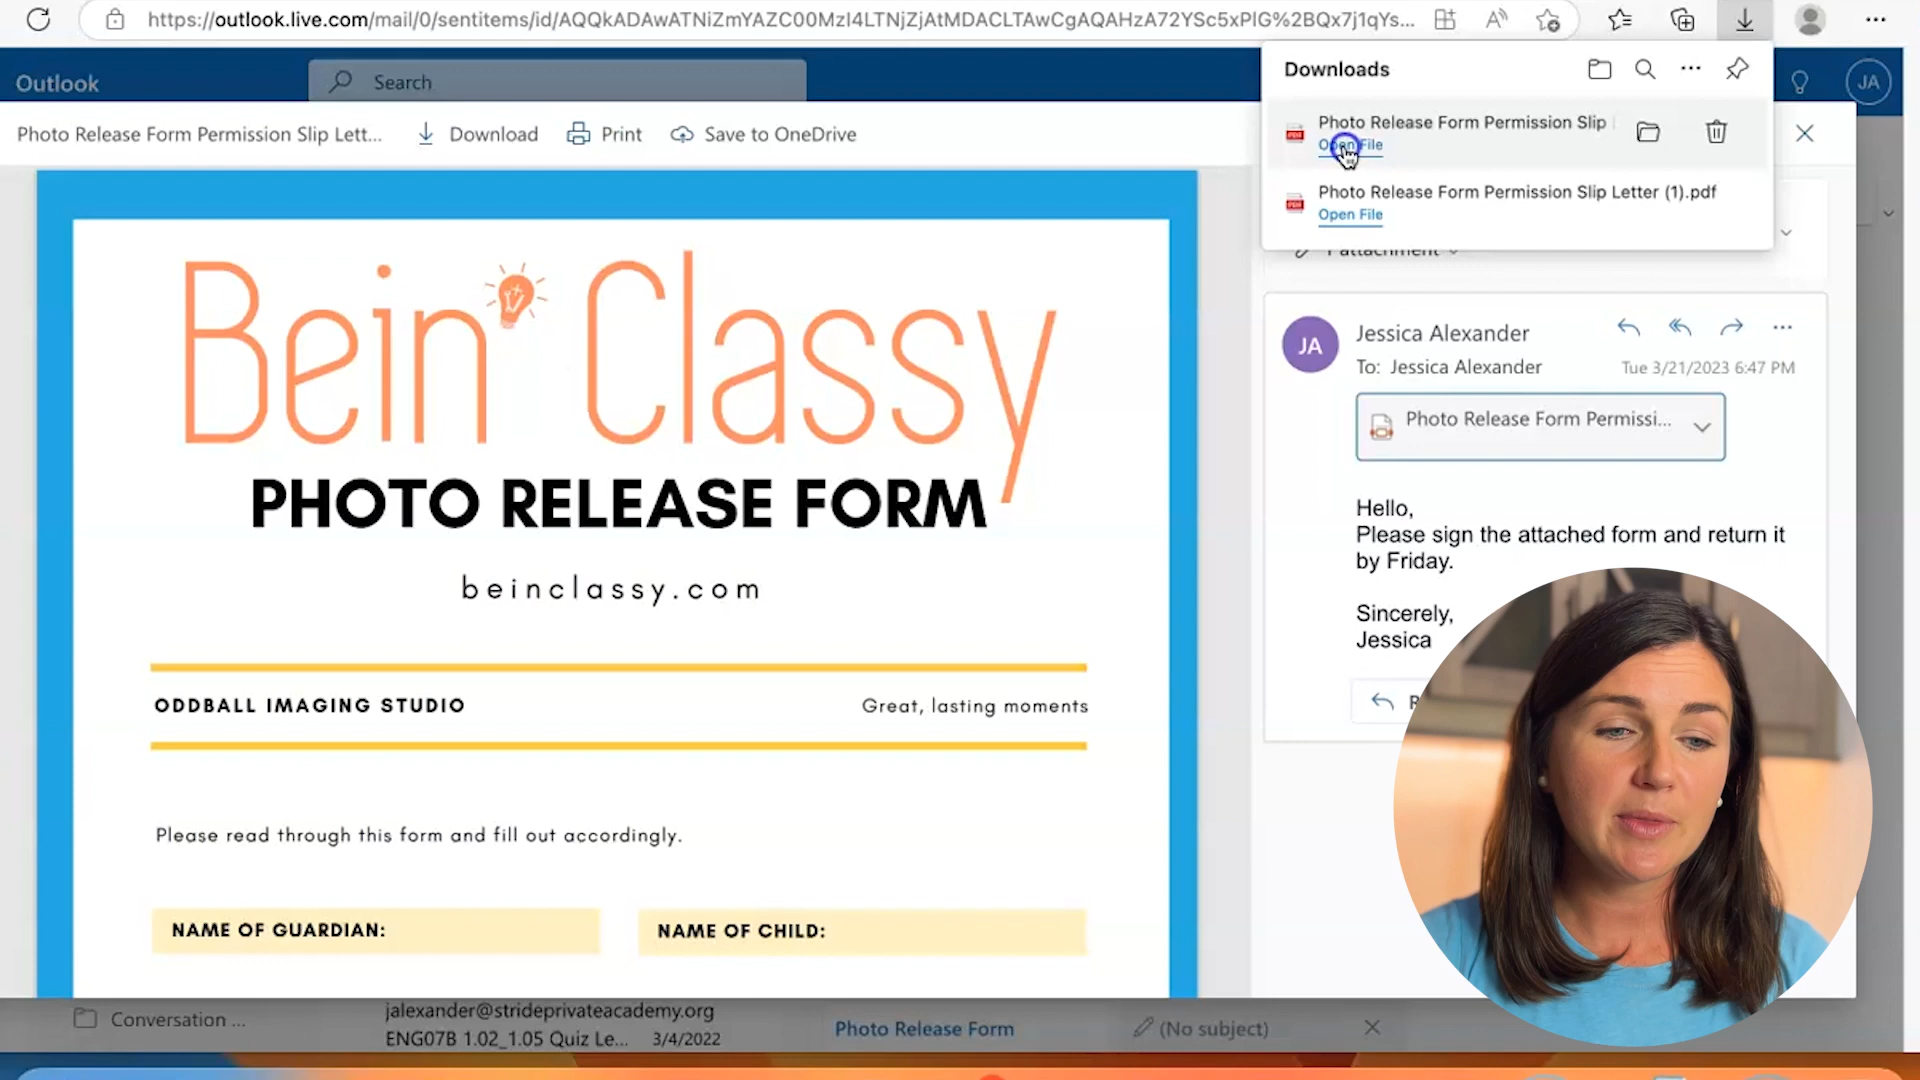 https://outlook.live.com/mail/0/sentitems/id/AQQkADAwATNiZmYAZC00MzI4LTNjZjAtMDACLTAwCgAQAHzA72YSc5xPlG%2BQx7j1qYs...
Outlook
Search
JA
Downloads
Photo Release Form Permission Slip
Open File
Photo Release Form Permission Slip Letter (1).pdf
Open File
Photo Release Form Permission Slip Lett...
Download
Print
Save to OneDrive
Bein' Classy
PHOTO RELEASE FORM
beinclassy.com
ODDBALL IMAGING STUDIO
Great, lasting moments
Please read through this form and fill out accordingly.
NAME OF GUARDIAN:
NAME OF CHILD:
1 attachment
JA
Jessica Alexander
To: Jessica Alexander
Tue 3/21/2023 6:47 PM
Photo Release Form Permissi...
Hello,
Please sign the attached form and return it
by Friday.
Sincerely,
Jessica
Conversation ...
jalexander@strideprivateacademy.org
ENG07B 1.02_1.05 Quiz Le...
3/4/2022
Photo Release Form
(No subject)